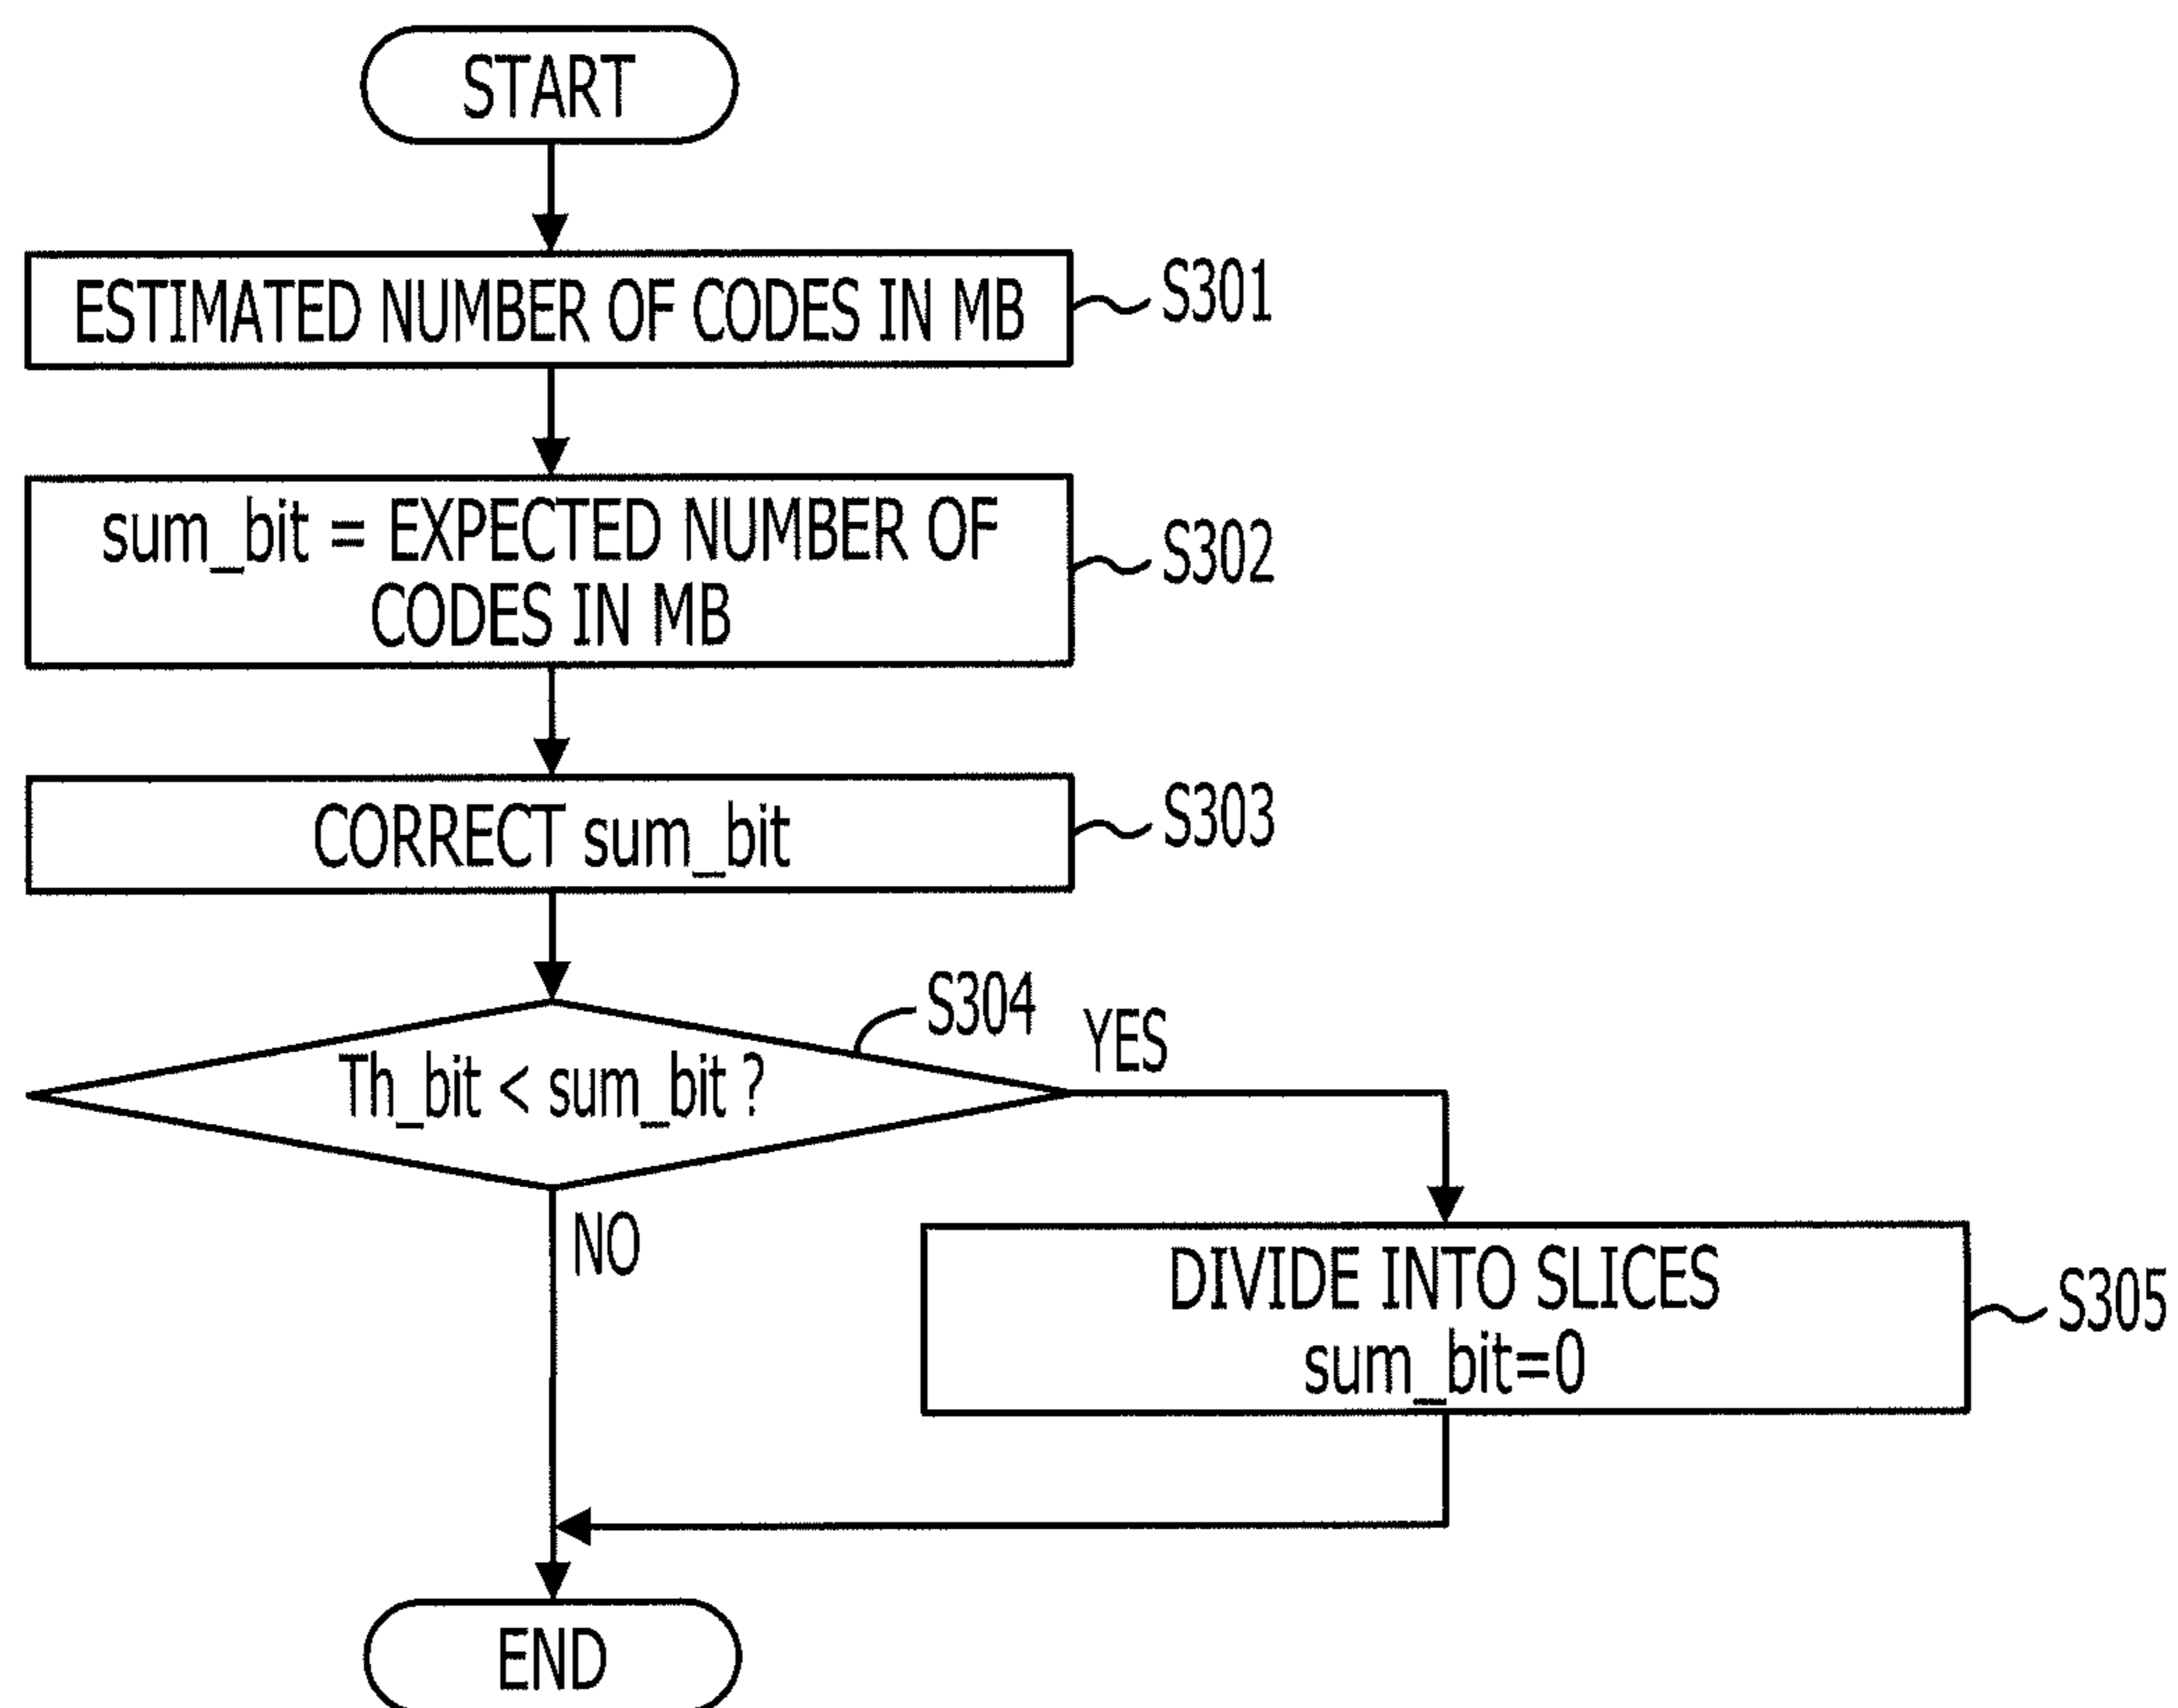 START
ESTIMATED NUMBER OF CODES IN MB
S301
sum_bit = EXPECTED NUMBER OF
CODES IN MB
S302
CORRECT sum_bit
S303
Th_bit < sum_bit ?
S304
YES
NO
DIVIDE INTO SLICES
sum_bit=0
S305
END